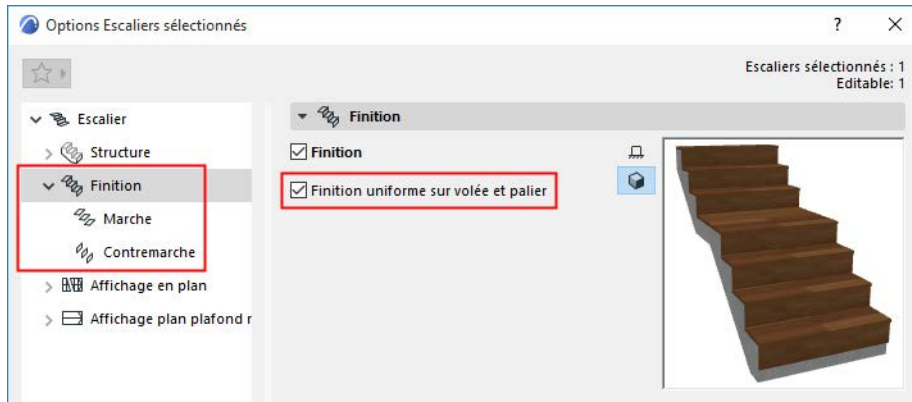 Options Escaliers sélectionnés
?
Escaliers sélectionnés : 1
Editable: 1
Escalier
Structure
Finition
Marche
Contremarche
Affichage en plan
Affichage plan plafond r
Finition
Finition
Finition uniforme sur volée et palier